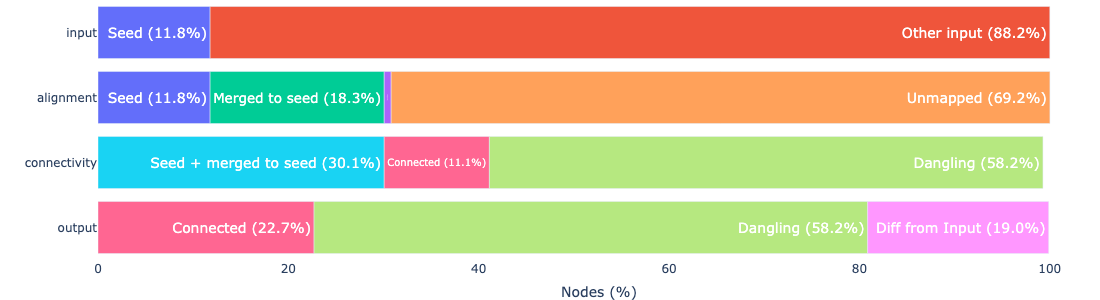 input Seed (11.8%) Other input (88.2%)
alignment Seed (11.8%) Merged to seed (18.3%) Unmapped (69.2%)
connectivity Seed + merged to seed (30.1%) Connected (11.1%) Dangling (58.2%)
output Connected (22.7%) Dangling (58.2%) Diff from Input (19.0%)
0 20 40 60 80 100
Nodes (%)